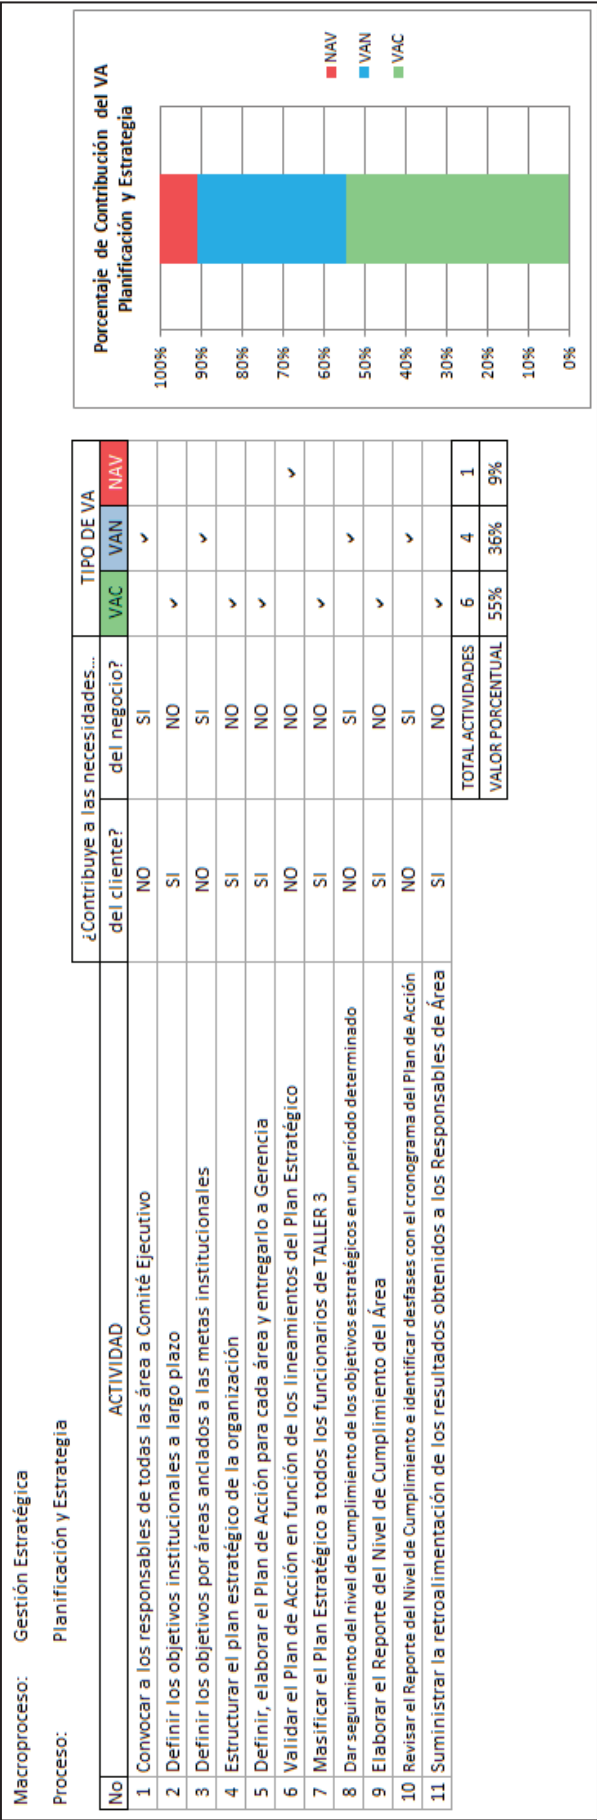 Macroproceso: Gestión Estratégica
Proceso: Planificación y Estrategia
¿Contribuye a las necesidades... TIPO DE VA
No ACTIVIDAD del cliente? del negocio? VAC VAN NAV
1 Convocar a los responsables de todas las área a Comité Ejecutivo NO SI ✓
2 Definir los objetivos institucionales a largo plazo SI NO ✓
3 Definir los objetivos por áreas anclados a las metas institucionales NO SI ✓
4 Estructurar el plan estratégico de la organización SI NO ✓
5 Definir, elaborar el Plan de Acción para cada área y entregarlo a Gerencia SI NO ✓
6 Validar el Plan de Acción en función de los lineamientos del Plan Estratégico NO NO ✓
7 Masificar el Plan Estratégico a todos los funcionarios de TALLER 3 SI NO ✓
8 Dar seguimiento del nivel de cumplimiento de los objetivos estratégicos en un período determinado NO SI ✓
9 Elaborar el Reporte del Nivel de Cumplimiento del Área SI NO ✓
10 Revisar el Reporte del Nivel de Cumplimiento e identificar desfases con el cronograma del Plan de Acción NO SI ✓
11 Suministrar la retroalimentación de los resultados obtenidos a los Responsables de Área SI NO ✓
TOTAL ACTIVIDADES 6 4 1
VALOR PORCENTUAL 55% 36% 9%
Porcentaje de Contribución del VA
Planificación y Estrategia
100%
90%
80%
70%
60%
50%
40%
30%
20%
10%
0%
NAV
VAN
VAC